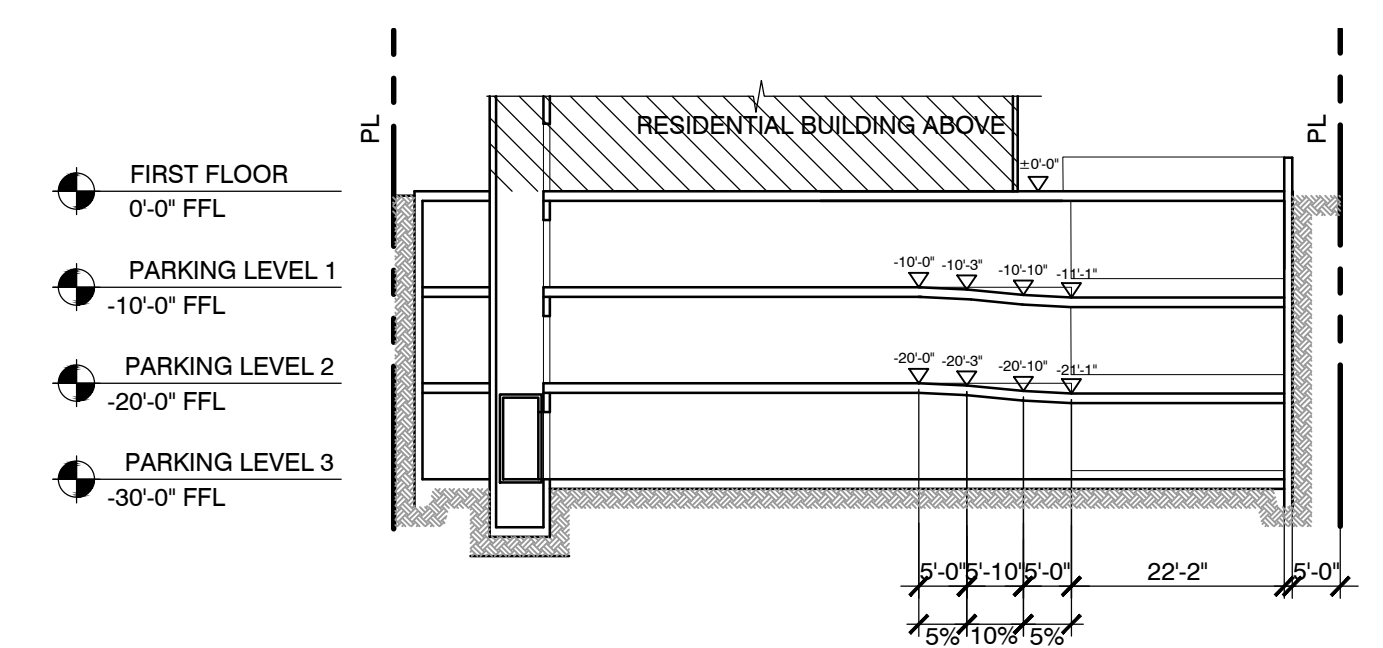 PL
PL
RESIDENTIAL BUILDING ABOVE
±0'-0"
FIRST FLOOR
0'-0" FFL
PARKING LEVEL 1
-10'-0" FFL
-10'-0" -10'-3" -10'-10" -11'-1"
PARKING LEVEL 2
-20'-0" FFL
-20'-0" -20'-3" -20'-10" -21'-1"
PARKING LEVEL 3
-30'-0" FFL
5'-0" 5'-10" 5'-0" 22'-2" 5'-0"
5% 10% 5%